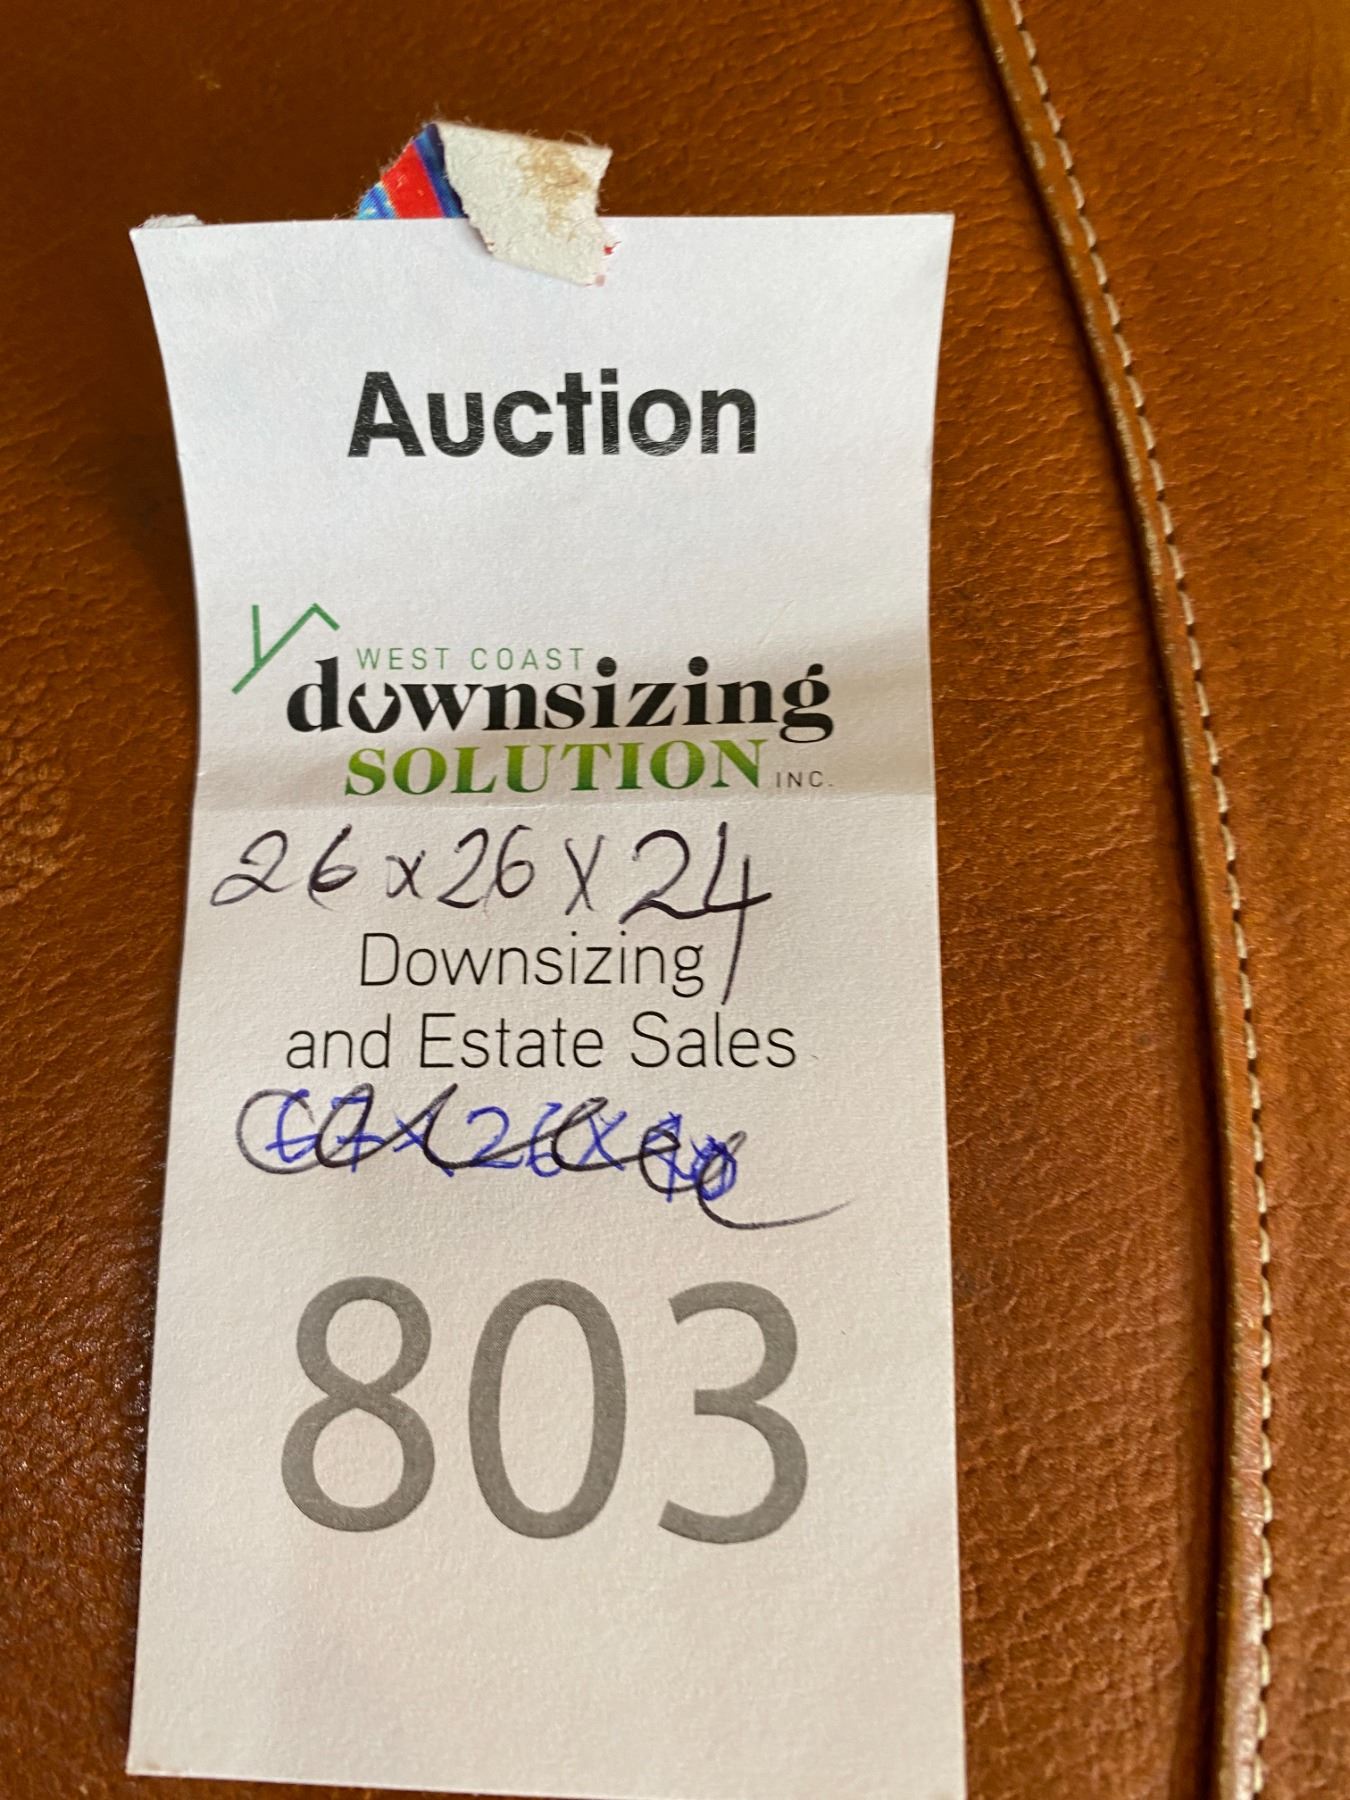 Auction
WEST COAST
downsizing
SOLUTION INC.
26 x 26 x 24
Downsizing
and Estate Sales
803